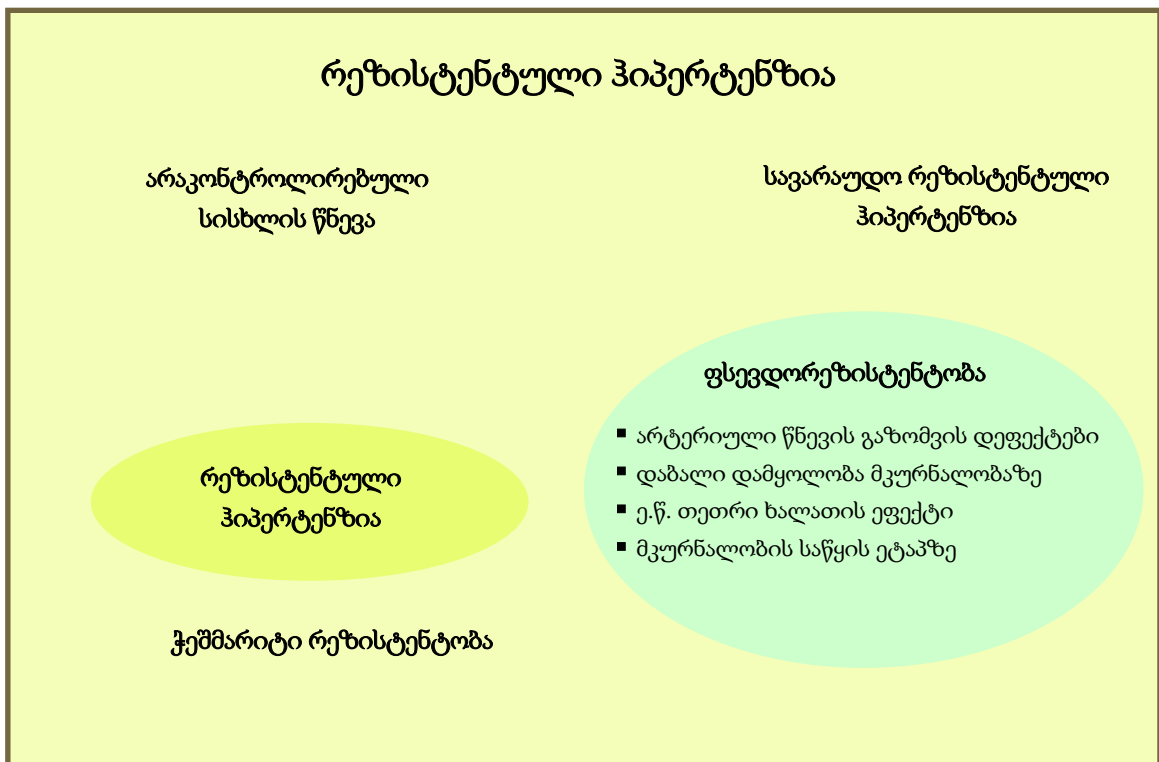 რეზისტენტული ჰიპერტენზია
არაკონტროლირებული
სისხლის წნევა
სავარაუდო რეზისტენტული
ჰიპერტენზია
ფსევდორეზისტენტობა
▪ არტერიული წნევის გაზომვის დეფექტები
▪ დაბალი დამყოლობა მკურნალობაზე
▪ ე.წ. თეთრი ხალათის ეფექტი
▪ მკურნალობის საწყის ეტაპზე
რეზისტენტული
ჰიპერტენზია
ჭეშმარიტი რეზისტენტობა